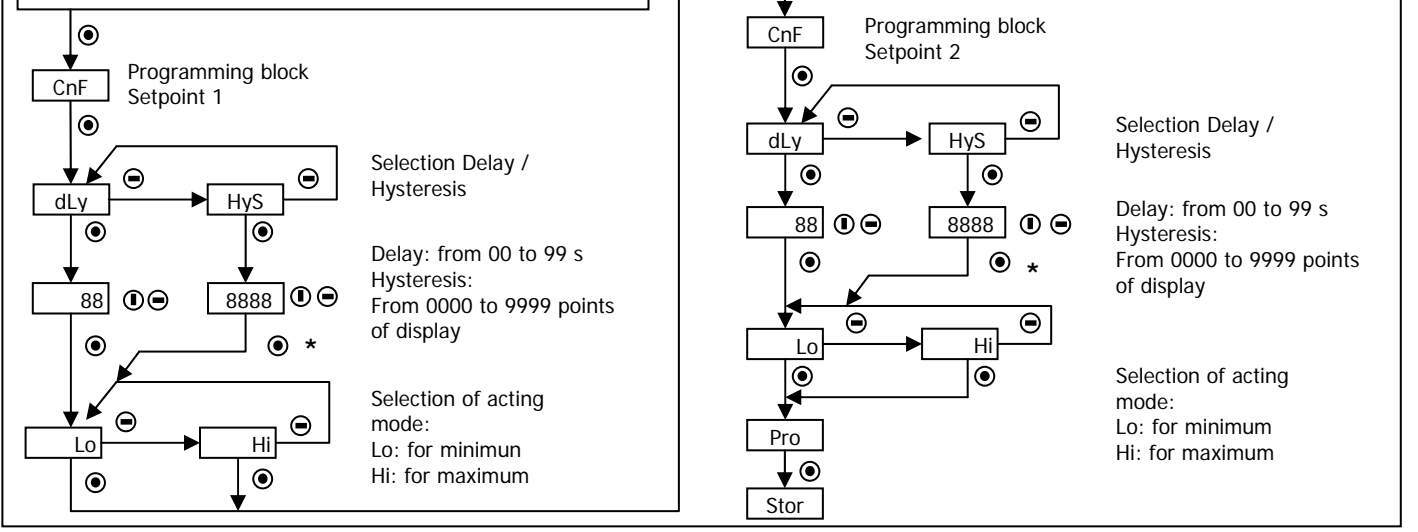 CnF
Programming block
Setpoint 1
dLy
HyS
Selection Delay /
Hysteresis
88
8888
Delay: from 00 to 99 s
Hysteresis:
From 0000 to 9999 points
of display
*
Lo
Hi
Selection of acting
mode:
Lo: for minimun
Hi: for maximum
CnF
Programming block
Setpoint 2
dLy
HyS
Selection Delay /
Hysteresis
88
8888
Delay: from 00 to 99 s
Hysteresis:
From 0000 to 9999 points
of display
*
Lo
Hi
Selection of acting
mode:
Lo: for minimum
Hi: for maximum
Pro
Stor